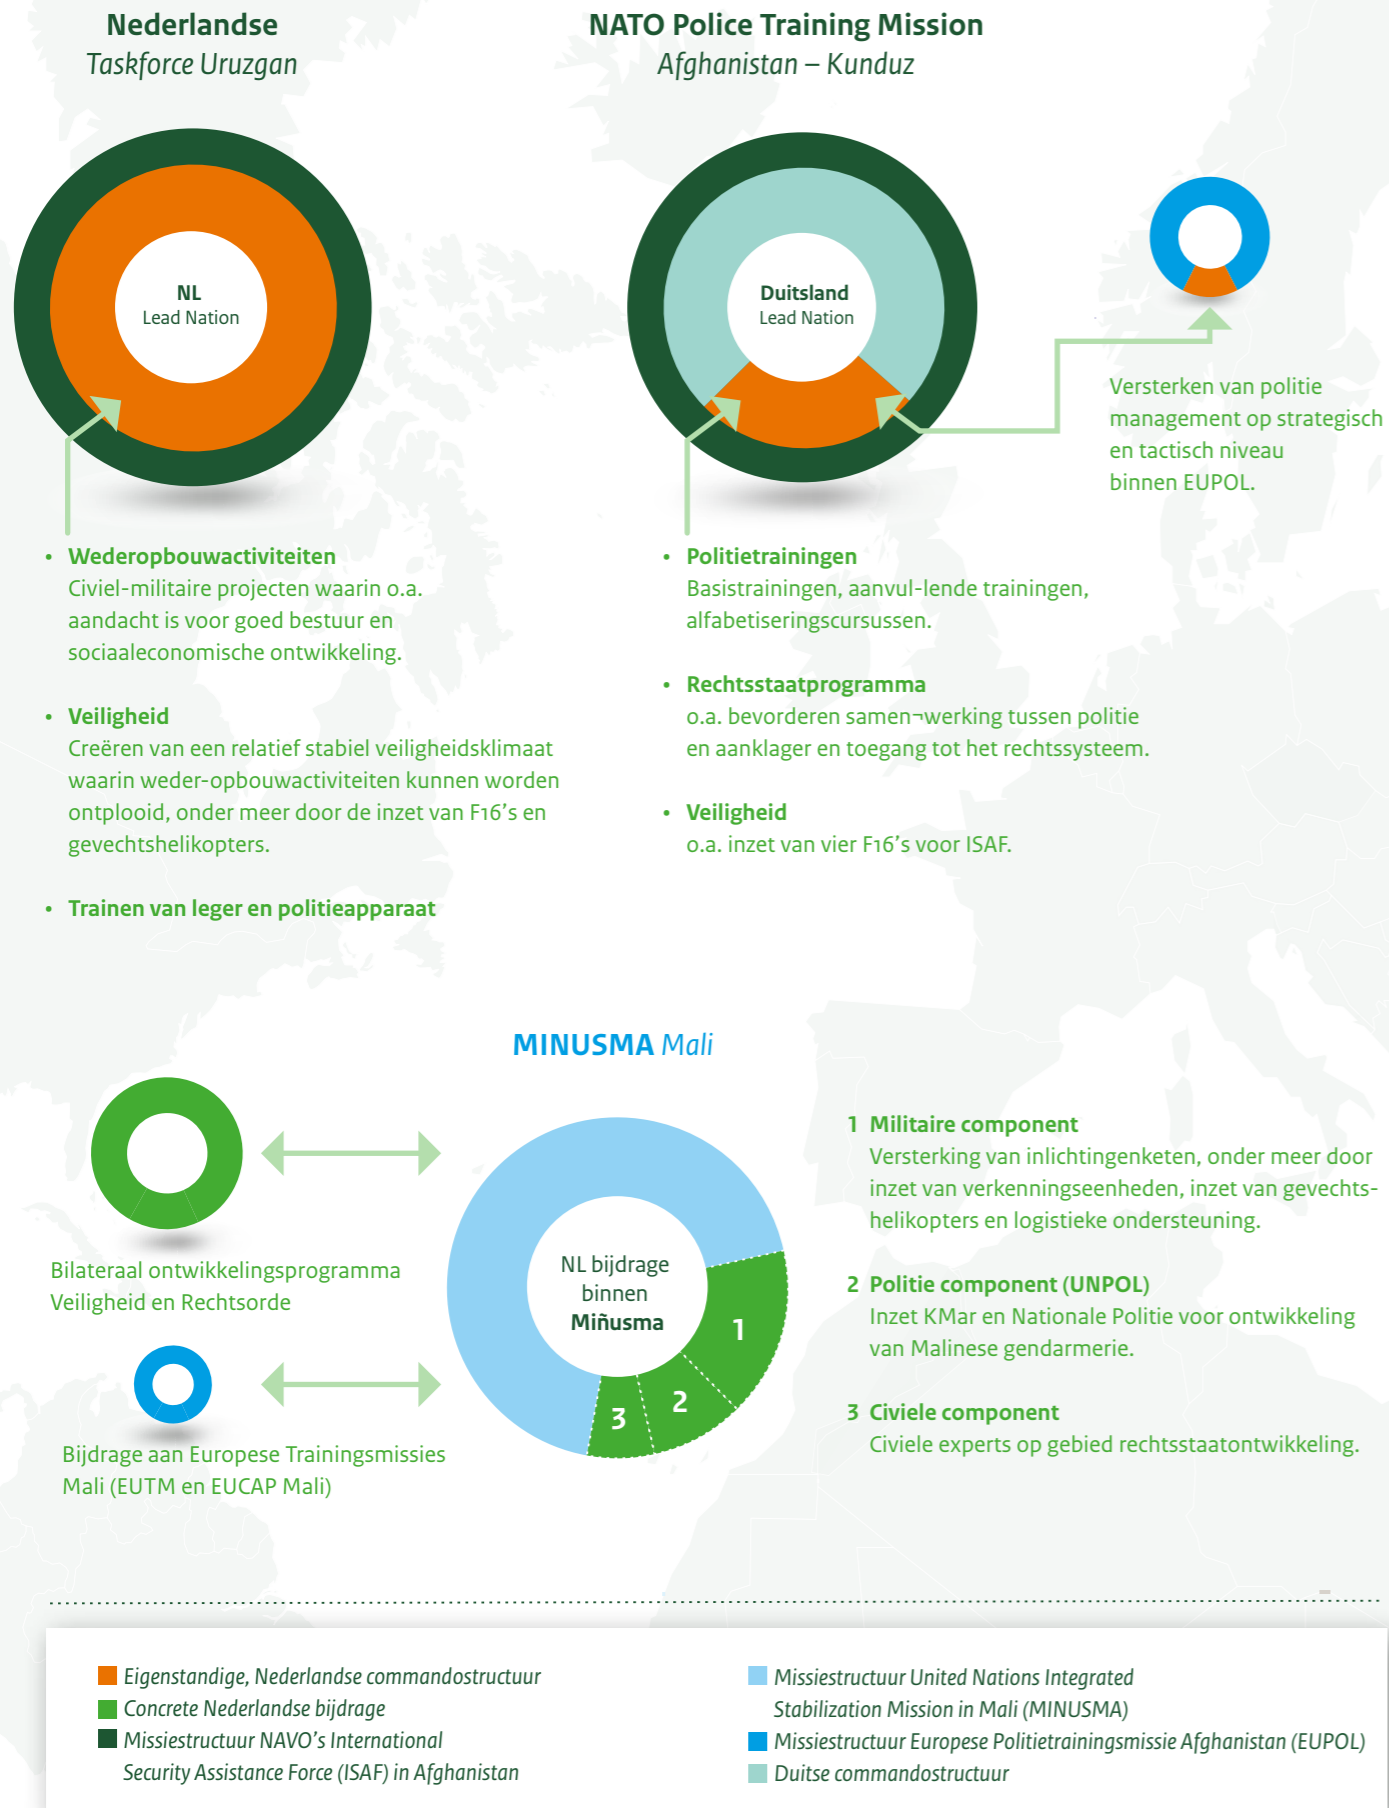 Nederlandse
Taskforce Uruzgan
NATO Police Training Mission
Afghanistan – Kunduz
NL
Lead Nation
Duitsland
Lead Nation
Versterken van politie
management op strategisch
en tactisch niveau
binnen EUPOL.
• Wederopbouwactiviteiten
Civiel-militaire projecten waarin o.a.
aandacht is voor goed bestuur en
sociaaleconomische ontwikkeling.
• Veiligheid
Creëren van een relatief stabiel veiligheidsklimaat
waarin weder-opbouwactiviteiten kunnen worden
ontplooid, onder meer door de inzet van F16's en
gevechtshelikopters.
• Trainen van leger en politieapparaat
• Politietrainingen
Basistrainingen, aanvul-lende trainingen,
alfabetiseringscursussen.
• Rechtsstaatprogramma
o.a. bevorderen samen¬werking tussen politie
en aanklager en toegang tot het rechtssysteem.
• Veiligheid
o.a. inzet van vier F16's voor ISAF.
MINUSMA Mali
Bilateraal ontwikkelingsprogramma
Veiligheid en Rechtsorde
Bijdrage aan Europese Trainingsmissies
Mali (EUTM en EUCAP Mali)
NL bijdrage
binnen
Miñusma
1
2
3
1 Militaire component
Versterking van inlichtingenketen, onder meer door
inzet van verkenningseenheden, inzet van gevechts-
helikopters en logistieke ondersteuning.
2 Politie component (UNPOL)
Inzet KMar en Nationale Politie voor ontwikkeling
van Malinese gendarmerie.
3 Civiele component
Civiele experts op gebied rechtsstaatontwikkeling.
Eigenstandige, Nederlandse commandostructuur
Concrete Nederlandse bijdrage
Missiestructuur NAVO's International
Security Assistance Force (ISAF) in Afghanistan
Missiestructuur United Nations Integrated
Stabilization Mission in Mali (MINUSMA)
Missiestructuur Europese Politietrainingsmissie Afghanistan (EUPOL)
Duitse commandostructuur